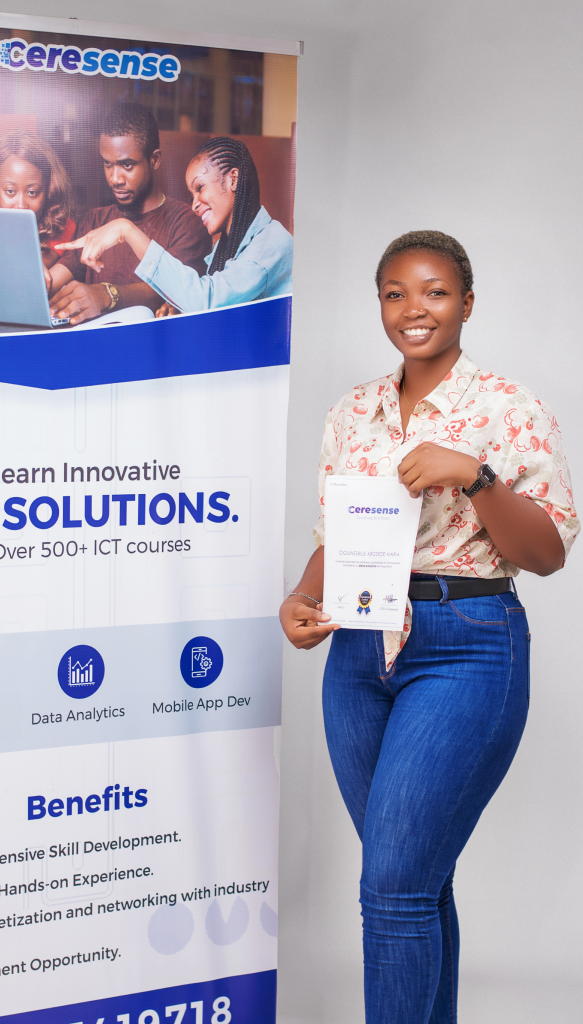 Ceresense
earn Innovative
SOLUTIONS.
Over 500+ ICT courses
Data Analytics
Mobile App Dev
Benefits
ensive Skill Development.
Hands-on Experience.
etization and networking with industry
ent Opportunity.
19718
Ceresense